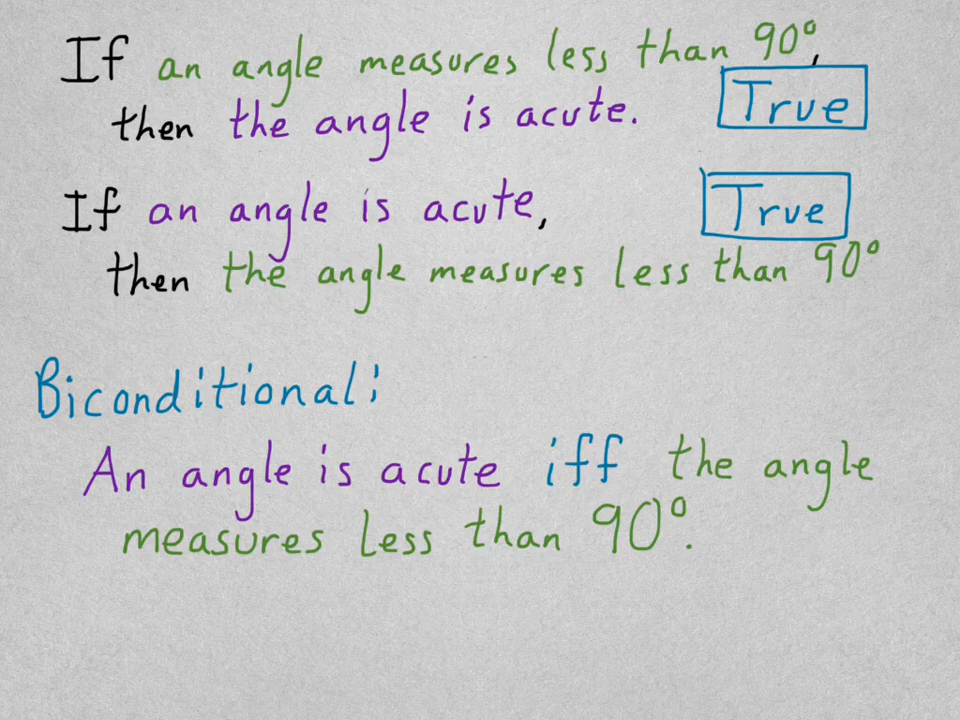 If an angle measures less than 90°,
then the angle is acute. True
If an angle is acute, True
then the angle measures less than 90°
Biconditional:
An angle is acute iff the angle
measures less than 90°.